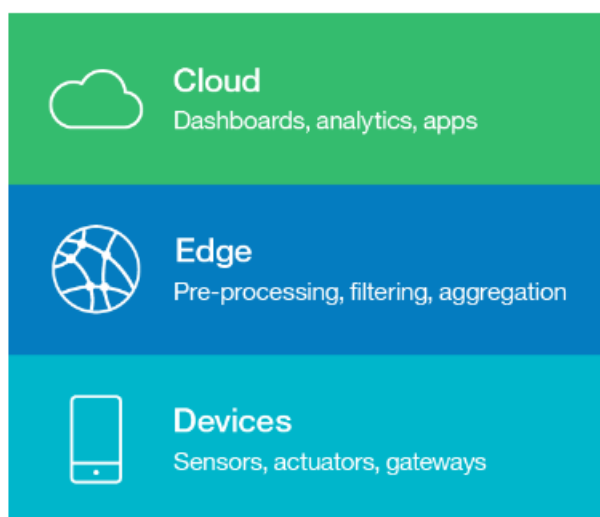 Cloud
Dashboards, analytics, apps
Edge
Pre-processing, filtering, aggregation
Devices
Sensors, actuators, gateways